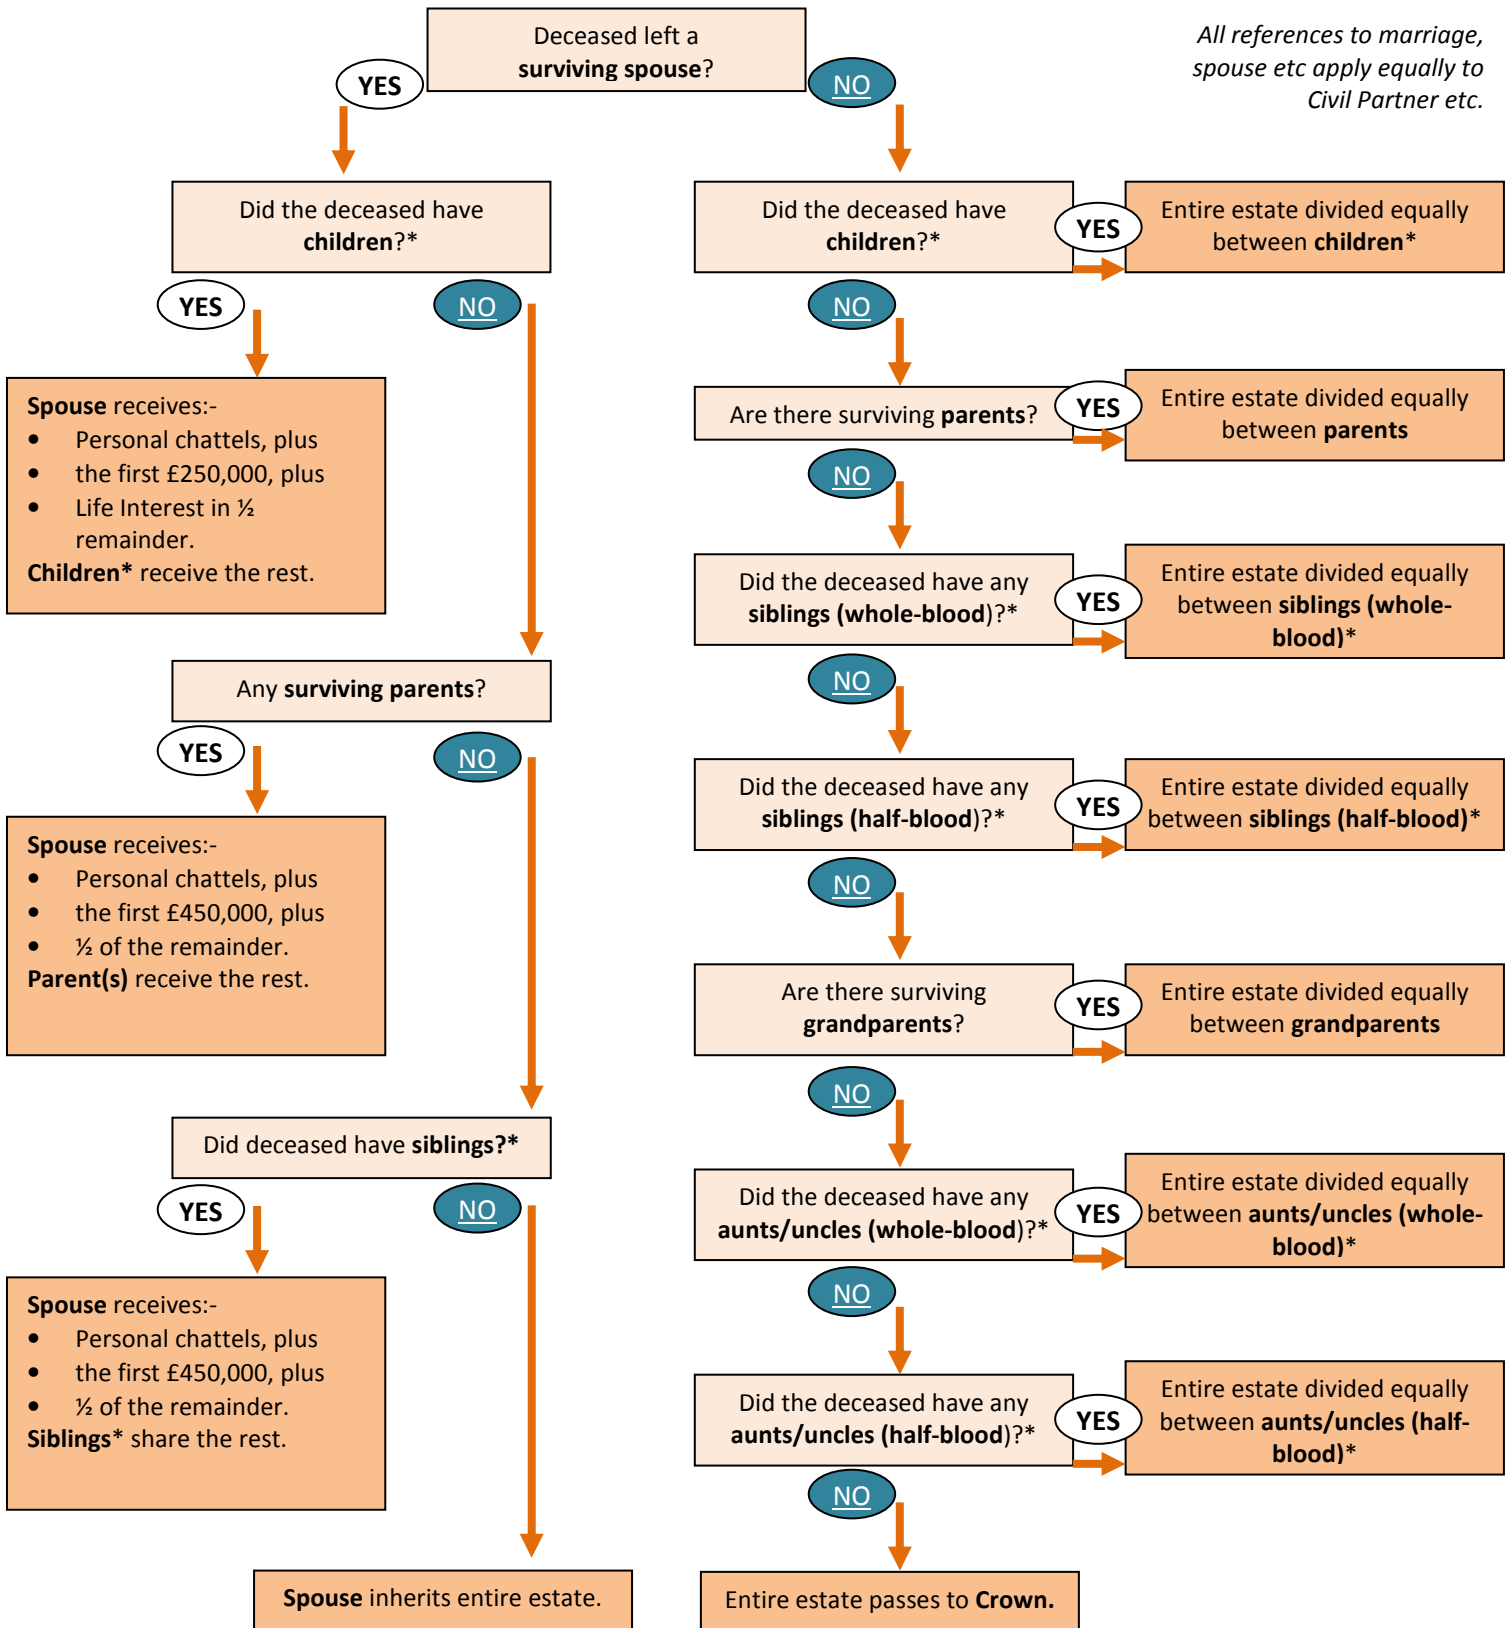 Deceased left a
surviving spouse?
All references to marriage,
spouse etc apply equally to
Civil Partner etc.
YES
NO
Did the deceased have
children?*
YES
NO
Spouse receives:-
• Personal chattels, plus
• the first £250,000, plus
• Life Interest in ½
remainder.
Children* receive the rest.
Any surviving parents?
YES
NO
Spouse receives:-
• Personal chattels, plus
• the first £450,000, plus
• ½ of the remainder.
Parent(s) receive the rest.
Did deceased have siblings?*
YES
NO
Spouse receives:-
• Personal chattels, plus
• the first £450,000, plus
• ½ of the remainder.
Siblings* share the rest.
Spouse inherits entire estate.
Did the deceased have
children?*
YES
Entire estate divided equally
between children*
NO
Are there surviving parents?
YES
Entire estate divided equally
between parents
NO
Did the deceased have any
siblings (whole-blood)?*
YES
Entire estate divided equally
between siblings (whole-
blood)*
NO
Did the deceased have any
siblings (half-blood)?*
YES
Entire estate divided equally
between siblings (half-blood)*
NO
Are there surviving
grandparents?
YES
Entire estate divided equally
between grandparents
NO
Did the deceased have any
aunts/uncles (whole-blood)?*
YES
Entire estate divided equally
between aunts/uncles (whole-
blood)*
NO
Did the deceased have any
aunts/uncles (half-blood)?*
YES
Entire estate divided equally
between aunts/uncles (half-
blood)*
NO
Entire estate passes to Crown.